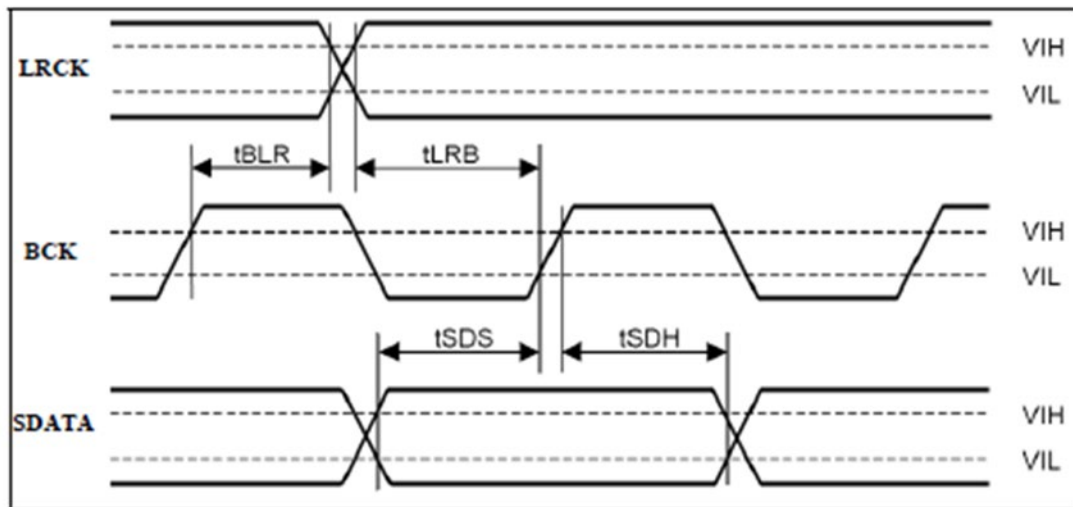 LRCK
VIH
VIL
tBLR
tLRB
BCK
VIH
VIL
tSDS
tSDH
SDATA
VIH
VIL